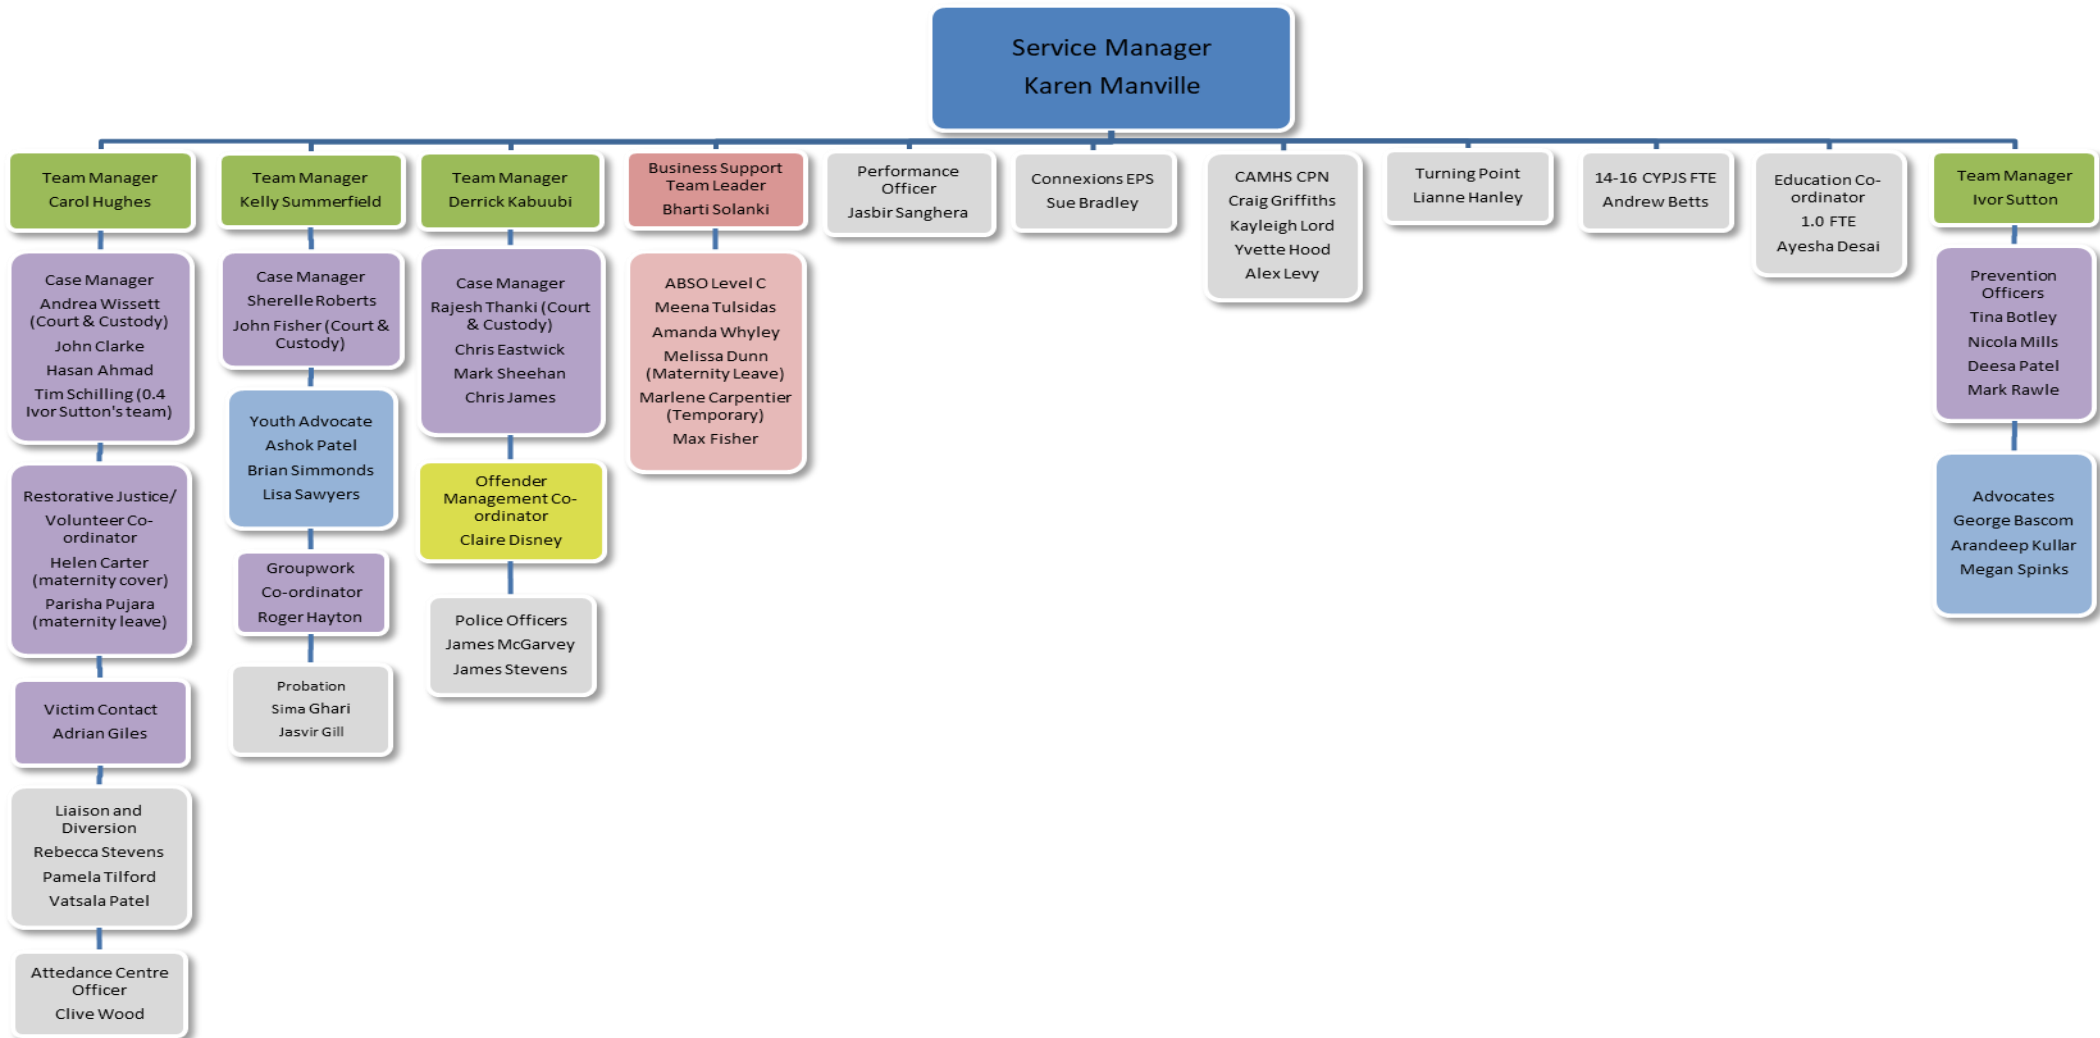 Service Manager
Karen Manville
Team Manager
Carol Hughes
Case Manager
Andrea Wissett
(Court & Custody)
John Clarke
Hasan Ahmad
Tim Schilling (0.4
Ivor Sutton's team)
Restorative Justice/
Volunteer Co-
ordinator
Helen Carter
(maternity cover)
Parisha Pujara
(maternity leave)
Victim Contact
Adrian Giles
Liaison and
Diversion
Rebecca Stevens
Pamela Tilford
Vatsala Patel
Attedance Centre
Officer
Clive Wood
Team Manager
Kelly Summerfield
Case Manager
Sherelle Roberts
John Fisher (Court &
Custody)
Youth Advocate
Ashok Patel
Brian Simmonds
Lisa Sawyers
Groupwork
Co-ordinator
Roger Hayton
Probation
Sima Ghari
Jasvir Gill
Team Manager
Derrick Kabuubi
Case Manager
Rajesh Thanki (Court
& Custody)
Chris Eastwick
Mark Sheehan
Chris James
Offender
Management Co-
ordinator
Claire Disney
Police Officers
James McGarvey
James Stevens
Business Support
Team Leader
Bharti Solanki
ABSO Level C
Meena Tulsidas
Amanda Whyley
Melissa Dunn
(Maternity Leave)
Marlene Carpentier
(Temporary)
Max Fisher
Performance
Officer
Jasbir Sanghera
Connexions EPS
Sue Bradley
CAMHS CPN
Craig Griffiths
Kayleigh Lord
Yvette Hood
Alex Levy
Turning Point
Lianne Hanley
14-16 CYPJS FTE
Andrew Betts
Education Co-
ordinator
1.0 FTE
Ayesha Desai
Team Manager
Ivor Sutton
Prevention
Officers
Tina Botley
Nicola Mills
Deesa Patel
Mark Rawle
Advocates
George Bascom
Arandeep Kullar
Megan Spinks